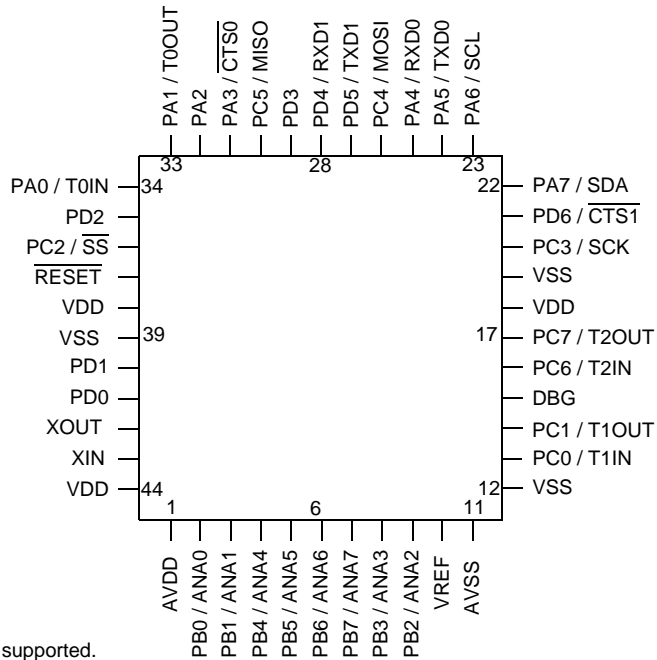 PA1 / T0OUT
PA2
PA3 / CTS0
PC5 / MISO
PD3
PD4 / RXD1
PD5 / TXD1
PC4 / MOSI
PA4 / RXD0
PA5 / TXD0
PA6 / SCL
33
28
23
PA0 / T0IN
34
22
PA7 / SDA
PD2
PD6 / CTS1
PC2 / SS
PC3 / SCK
RESET
VSS
VDD
VDD
VSS
39
17
PC7 / T2OUT
PD1
PC6 / T2IN
PD0
DBG
XOUT
PC1 / T1OUT
XIN
PC0 / T1IN
VDD
44
12
VSS
1
6
11
AVDD
PB0 / ANA0
PB1 / ANA1
PB4 / ANA4
PB5 / ANA5
PB6 / ANA6
PB7 / ANA7
PB3 / ANA3
PB2 / ANA2
VREF
AVSS
supported.